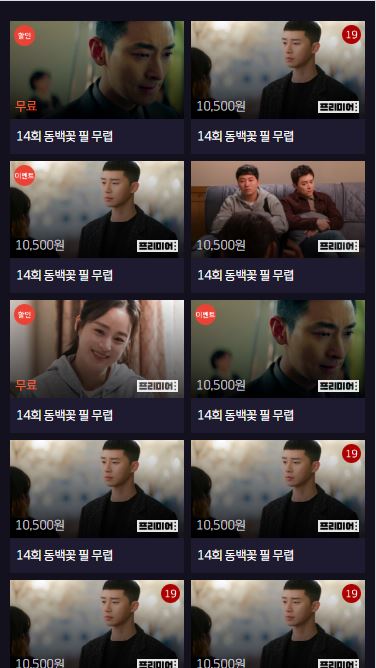 할인
무료
14회 동백꽃 필 무렵
19
10,500원
프리미어
14회 동백꽃 필 무렵
이벤트
10,500원
프리미어
14회 동백꽃 필 무렵
10,500원
프리미어
14회 동백꽃 필 무렵
할인
무료
프리미어
14회 동백꽃 필 무렵
이벤트
10,500원
프리미어
14회 동백꽃 필 무렵
10,500원
프리미어
14회 동백꽃 필 무렵
19
10,500원
프리미어
14회 동백꽃 필 무렵
19
10,500원
프리미어
19
10,500원
프리미어